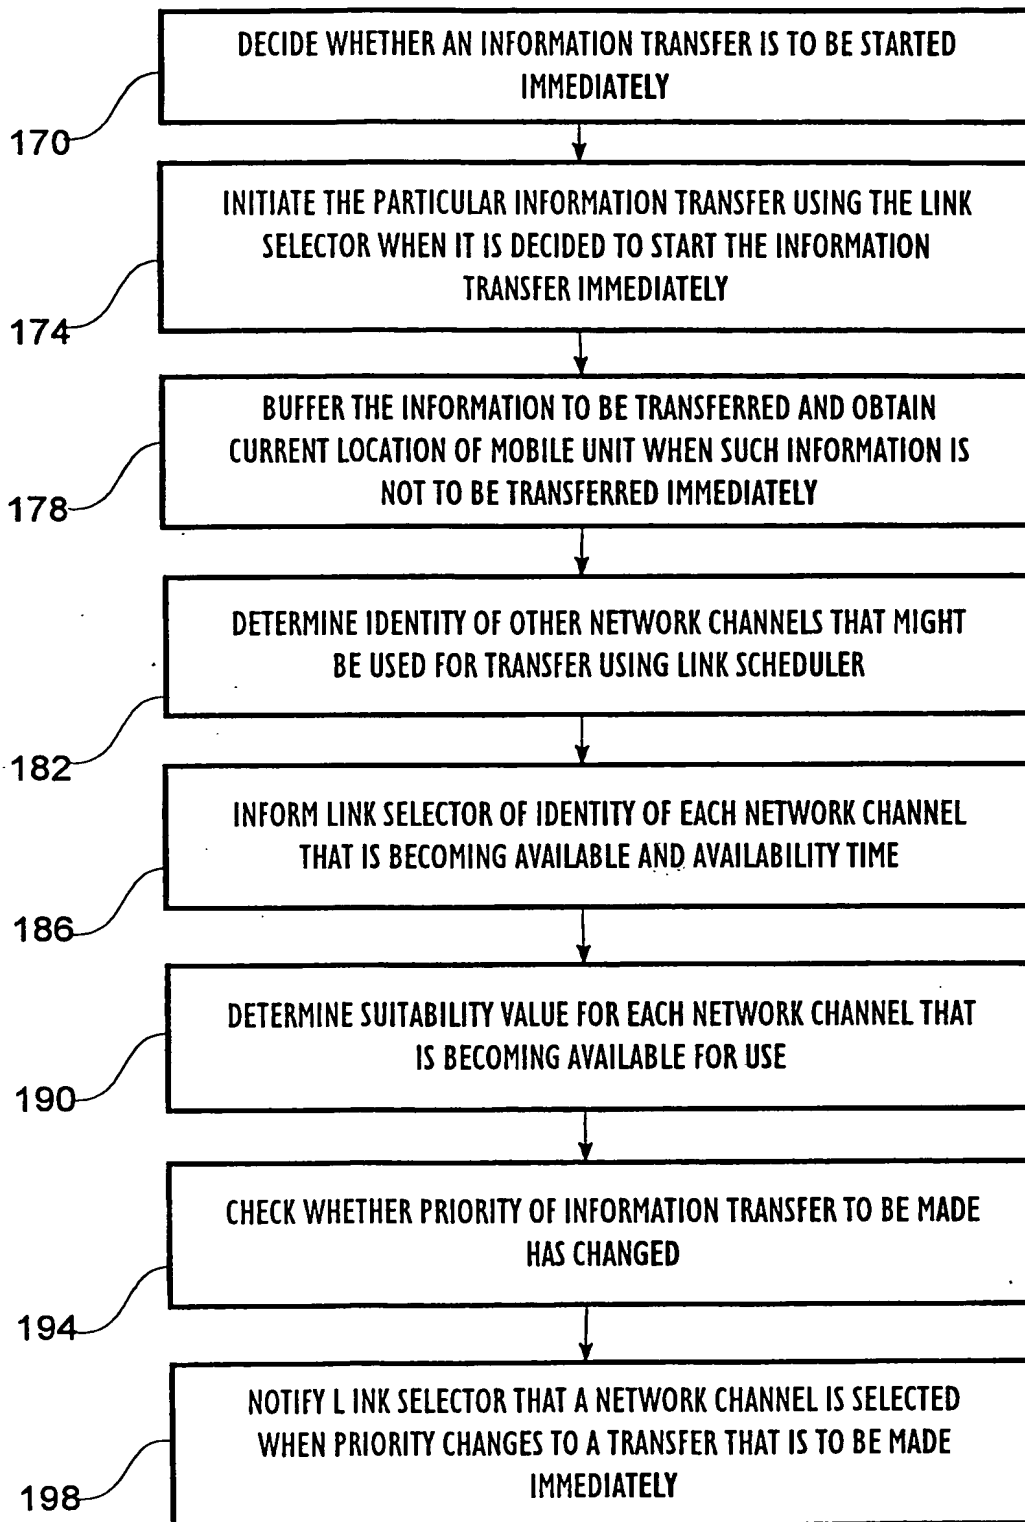 DECIDE WHETHER AN INFORMATION TRANSFER IS TO BE STARTED
IMMEDIATELY
170
INITIATE THE PARTICULAR INFORMATION TRANSFER USING THE LINK
SELECTOR WHEN IT IS DECIDED TO START THE INFORMATION
TRANSFER IMMEDIATELY
174
BUFFER THE INFORMATION TO BE TRANSFERRED AND OBTAIN
CURRENT LOCATION OF MOBILE UNIT WHEN SUCH INFORMATION IS
NOT TO BE TRANSFERRED IMMEDIATELY
178
DETERMINE IDENTITY OF OTHER NETWORK CHANNELS THAT MIGHT
BE USED FOR TRANSFER USING LINK SCHEDULER
182
INFORM LINK SELECTOR OF IDENTITY OF EACH NETWORK CHANNEL
THAT IS BECOMING AVAILABLE AND AVAILABILITY TIME
186
DETERMINE SUITABILITY VALUE FOR EACH NETWORK CHANNEL THAT
IS BECOMING AVAILABLE FOR USE
190
CHECK WHETHER PRIORITY OF INFORMATION TRANSFER TO BE MADE
HAS CHANGED
194
NOTIFY L INK SELECTOR THAT A NETWORK CHANNEL IS SELECTED
WHEN PRIORITY CHANGES TO A TRANSFER THAT IS TO BE MADE
IMMEDIATELY
198